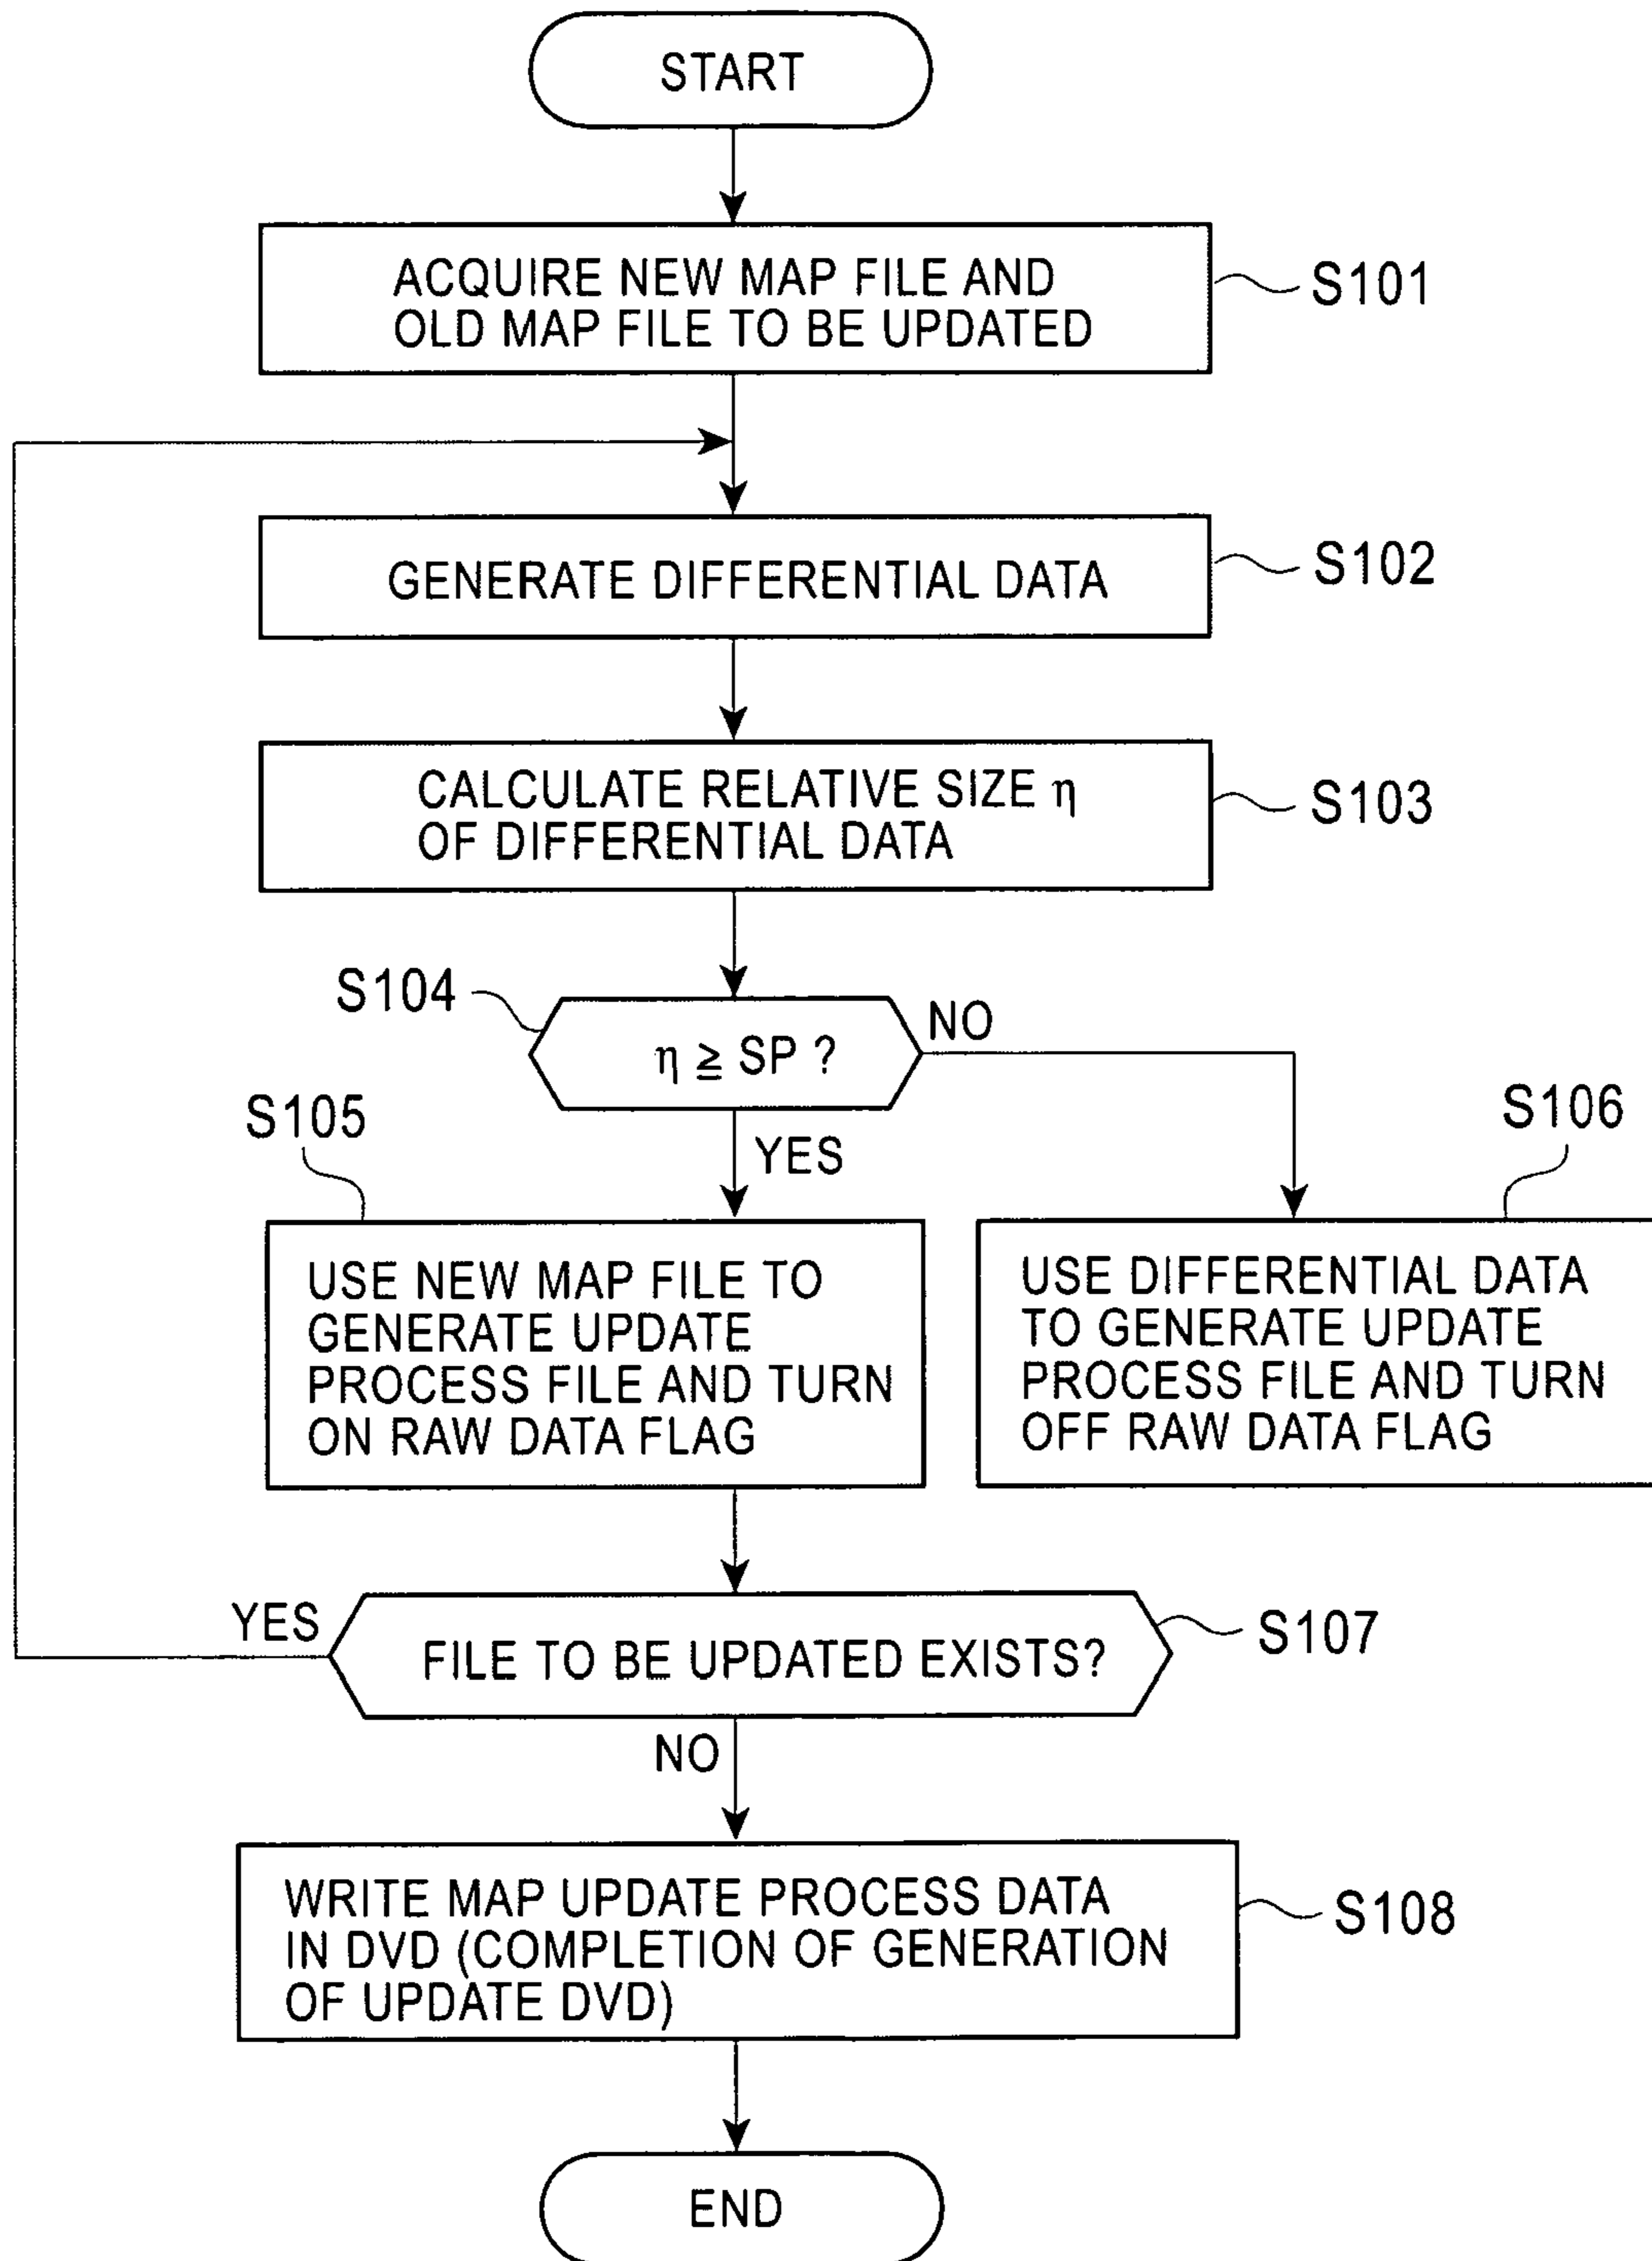 START
ACQUIRE NEW MAP FILE AND
OLD MAP FILE TO BE UPDATED
S101
GENERATE DIFFERENTIAL DATA
S102
CALCULATE RELATIVE SIZE η
OF DIFFERENTIAL DATA
S103
S104
η ≧ SP ?
NO
YES
S105
USE NEW MAP FILE TO
GENERATE UPDATE
PROCESS FILE AND TURN
ON RAW DATA FLAG
S106
USE DIFFERENTIAL DATA
TO GENERATE UPDATE
PROCESS FILE AND TURN
OFF RAW DATA FLAG
YES
FILE TO BE UPDATED EXISTS?
S107
NO
WRITE MAP UPDATE PROCESS DATA
IN DVD (COMPLETION OF GENERATION
OF UPDATE DVD)
S108
END